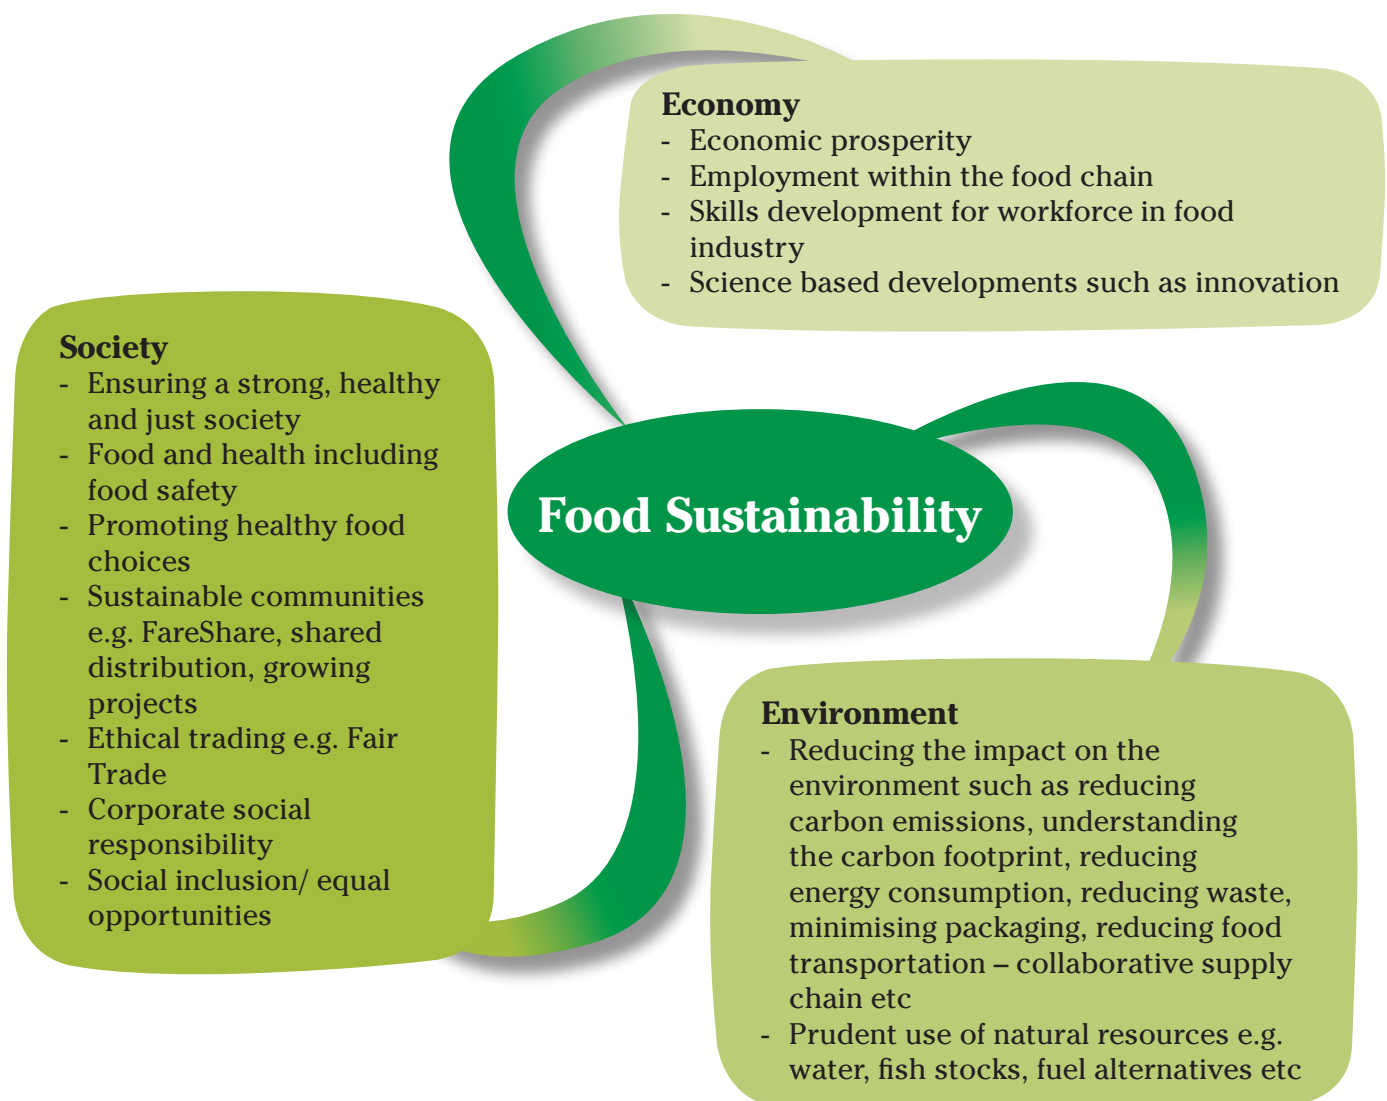 Economy
- Economic prosperity
- Employment within the food chain
- Skills development for workforce in food
industry
- Science based developments such as innovation
Society
- Ensuring a strong, healthy
and just society
- Food and health including
food safety
- Promoting healthy food
choices
- Sustainable communities
e.g. FareShare, shared
distribution, growing
projects
- Ethical trading e.g. Fair
Trade
- Corporate social
responsibility
- Social inclusion/ equal
opportunities
Food Sustainability
Environment
- Reducing the impact on the
environment such as reducing
carbon emissions, understanding
the carbon footprint, reducing
energy consumption, reducing waste,
minimising packaging, reducing food
transportation – collaborative supply
chain etc
- Prudent use of natural resources e.g.
water, fish stocks, fuel alternatives etc